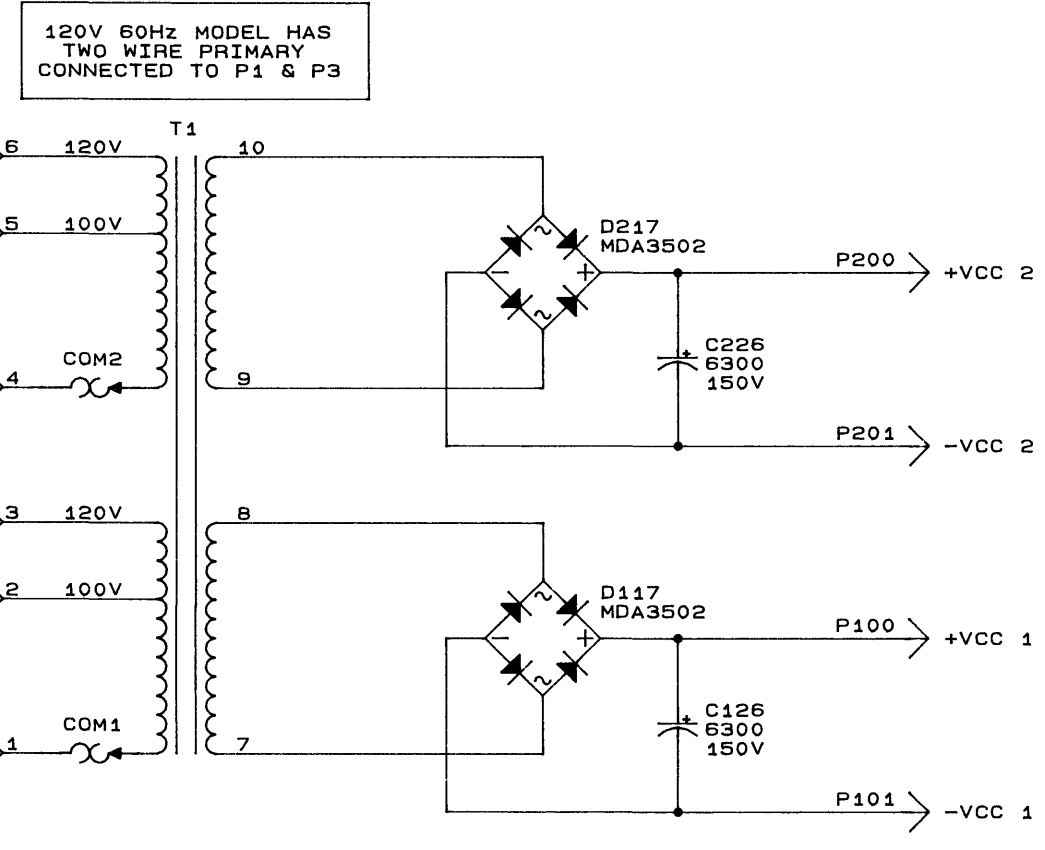 120V 60Hz MODEL HAS
TWO WIRE PRIMARY
CONNECTED TO P1 & P3
T1
6 120V 10
5 100V
D217
MDA3502
~
- +
~
P200 +VCC 2
COM2
4 9
+ C226
6300
150V
P201 -VCC 2
3 120V 8
2 100V
D117
MDA3502
~
- +
~
P100 +VCC 1
COM1
1 7
+ C126
6300
150V
P101 -VCC 1